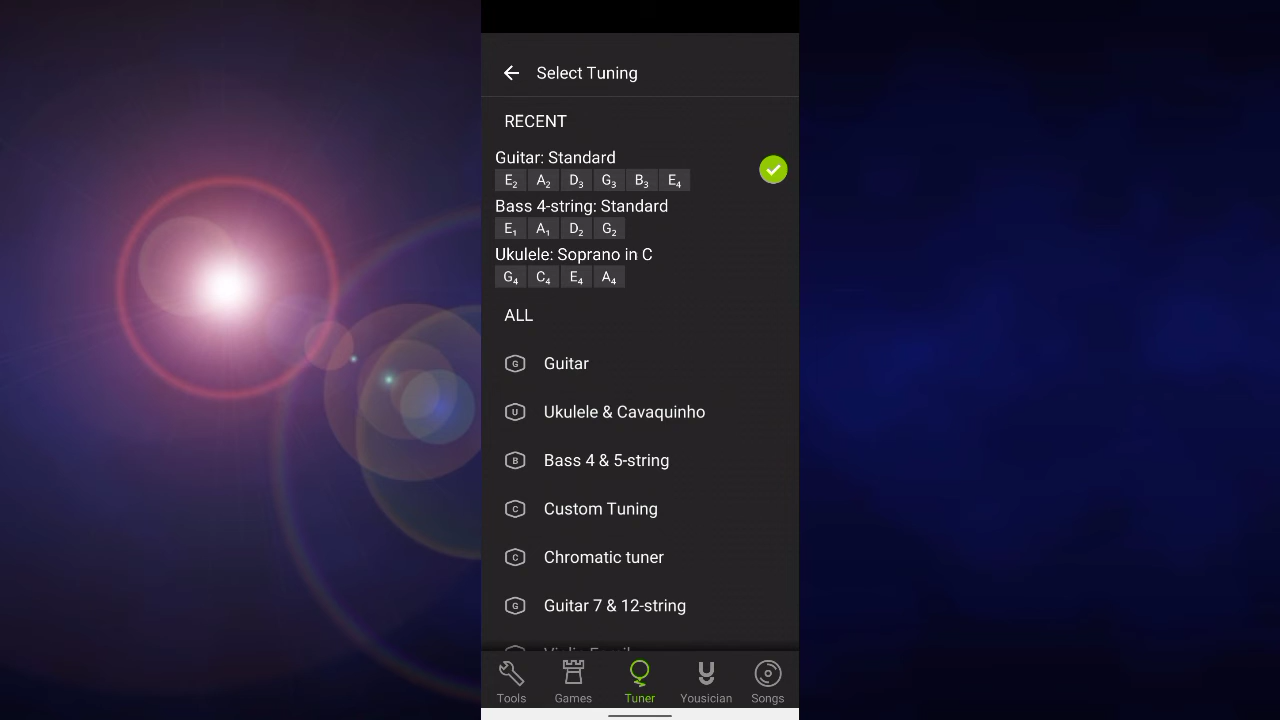 Select Tuning
RECENT
Guitar: Standard
E2 A2 D3 G3 B3 E4
Bass 4-string: Standard
E1 A1 D2 G2
Ukulele: Soprano in C
G4 C4 E4 A4
ALL
G Guitar
U Ukulele & Cavaquinho
B Bass 4 & 5-string
C Custom Tuning
C Chromatic tuner
G Guitar 7 & 12-string
Tools Games Tuner Yousician Songs